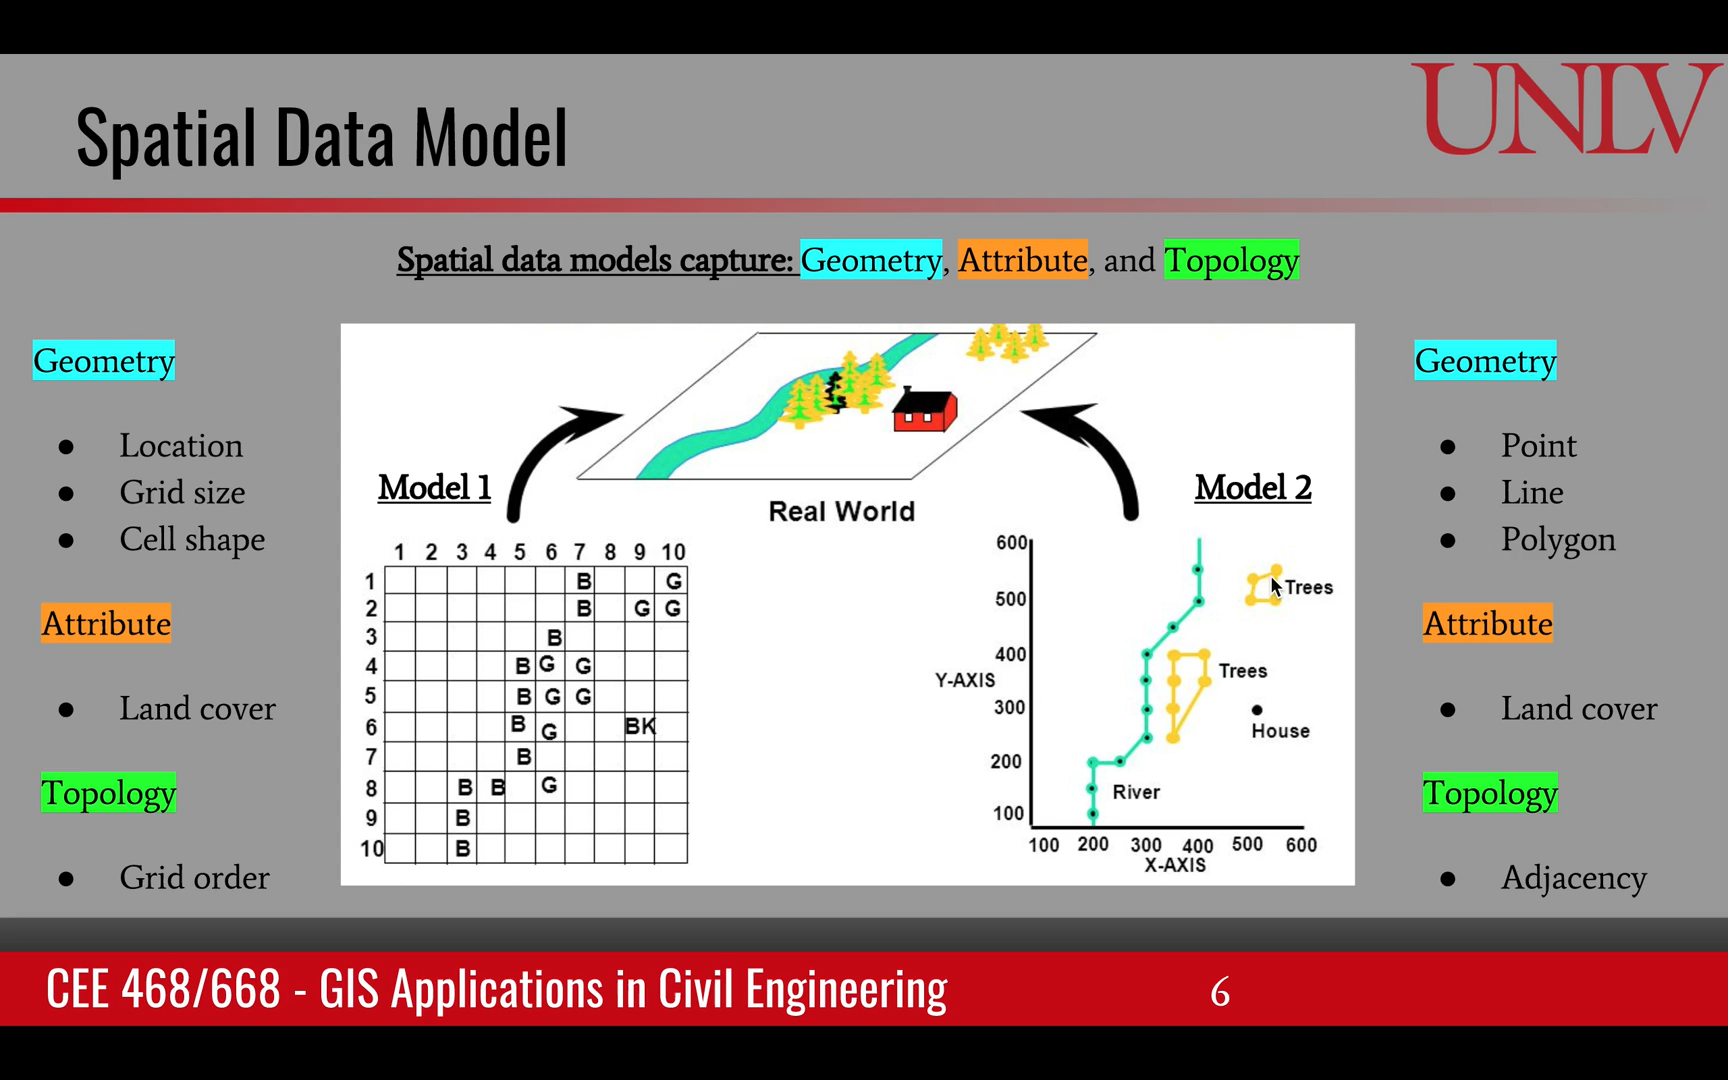 UNLV
Spatial Data Model
Spatial data models capture: Geometry, Attribute, and Topology
Geometry
● Location
● Grid size
● Cell shape
Attribute
● Land cover
Topology
● Grid order
Model 1
Real World
Model 2
1 2 3 4 5 6 7 8 9 10
1 B G
2 B G G
3 B
4 B G G
5 B G G
6 B G BK
7 B
8 B B G
9 B
10 B
600
500
400
Y-AXIS
300
200
100
100 200 300 400 500 600
X-AXIS
Trees
Trees
House
River
Geometry
● Point
● Line
● Polygon
Attribute
● Land cover
Topology
● Adjacency
CEE 468/668 - GIS Applications in Civil Engineering
6